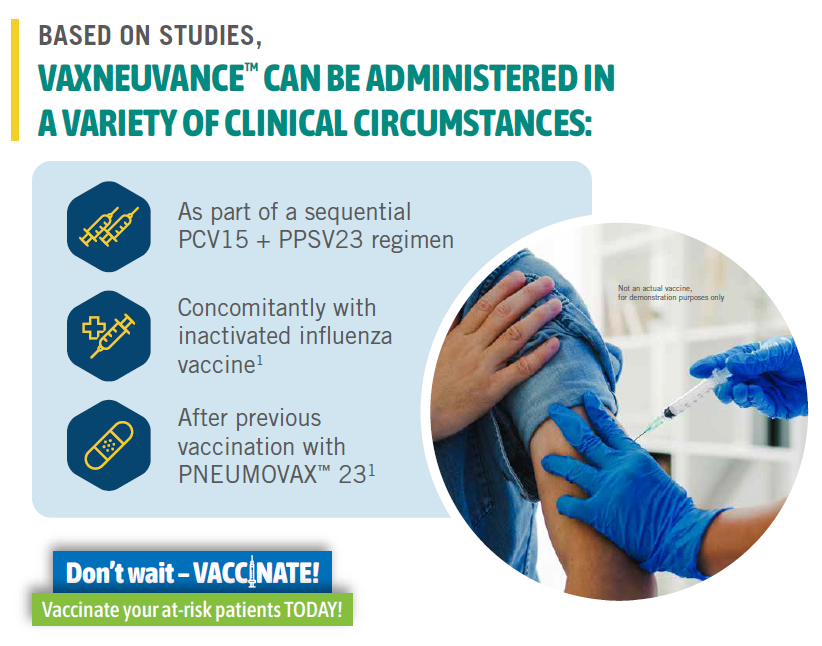 BASED ON STUDIES,
VAXNEUVANCE™ CAN BE ADMINISTERED IN
A VARIETY OF CLINICAL CIRCUMSTANCES:
As part of a sequential
PCV15 + PPSV23 regimen
Concomitantly with
inactivated influenza
vaccine¹
After previous
vaccination with
PNEUMOVAX™ 23¹
Not an actual vaccine,
for demonstration purposes only
Don't wait – VACCINATE!
Vaccinate your at-risk patients TODAY!